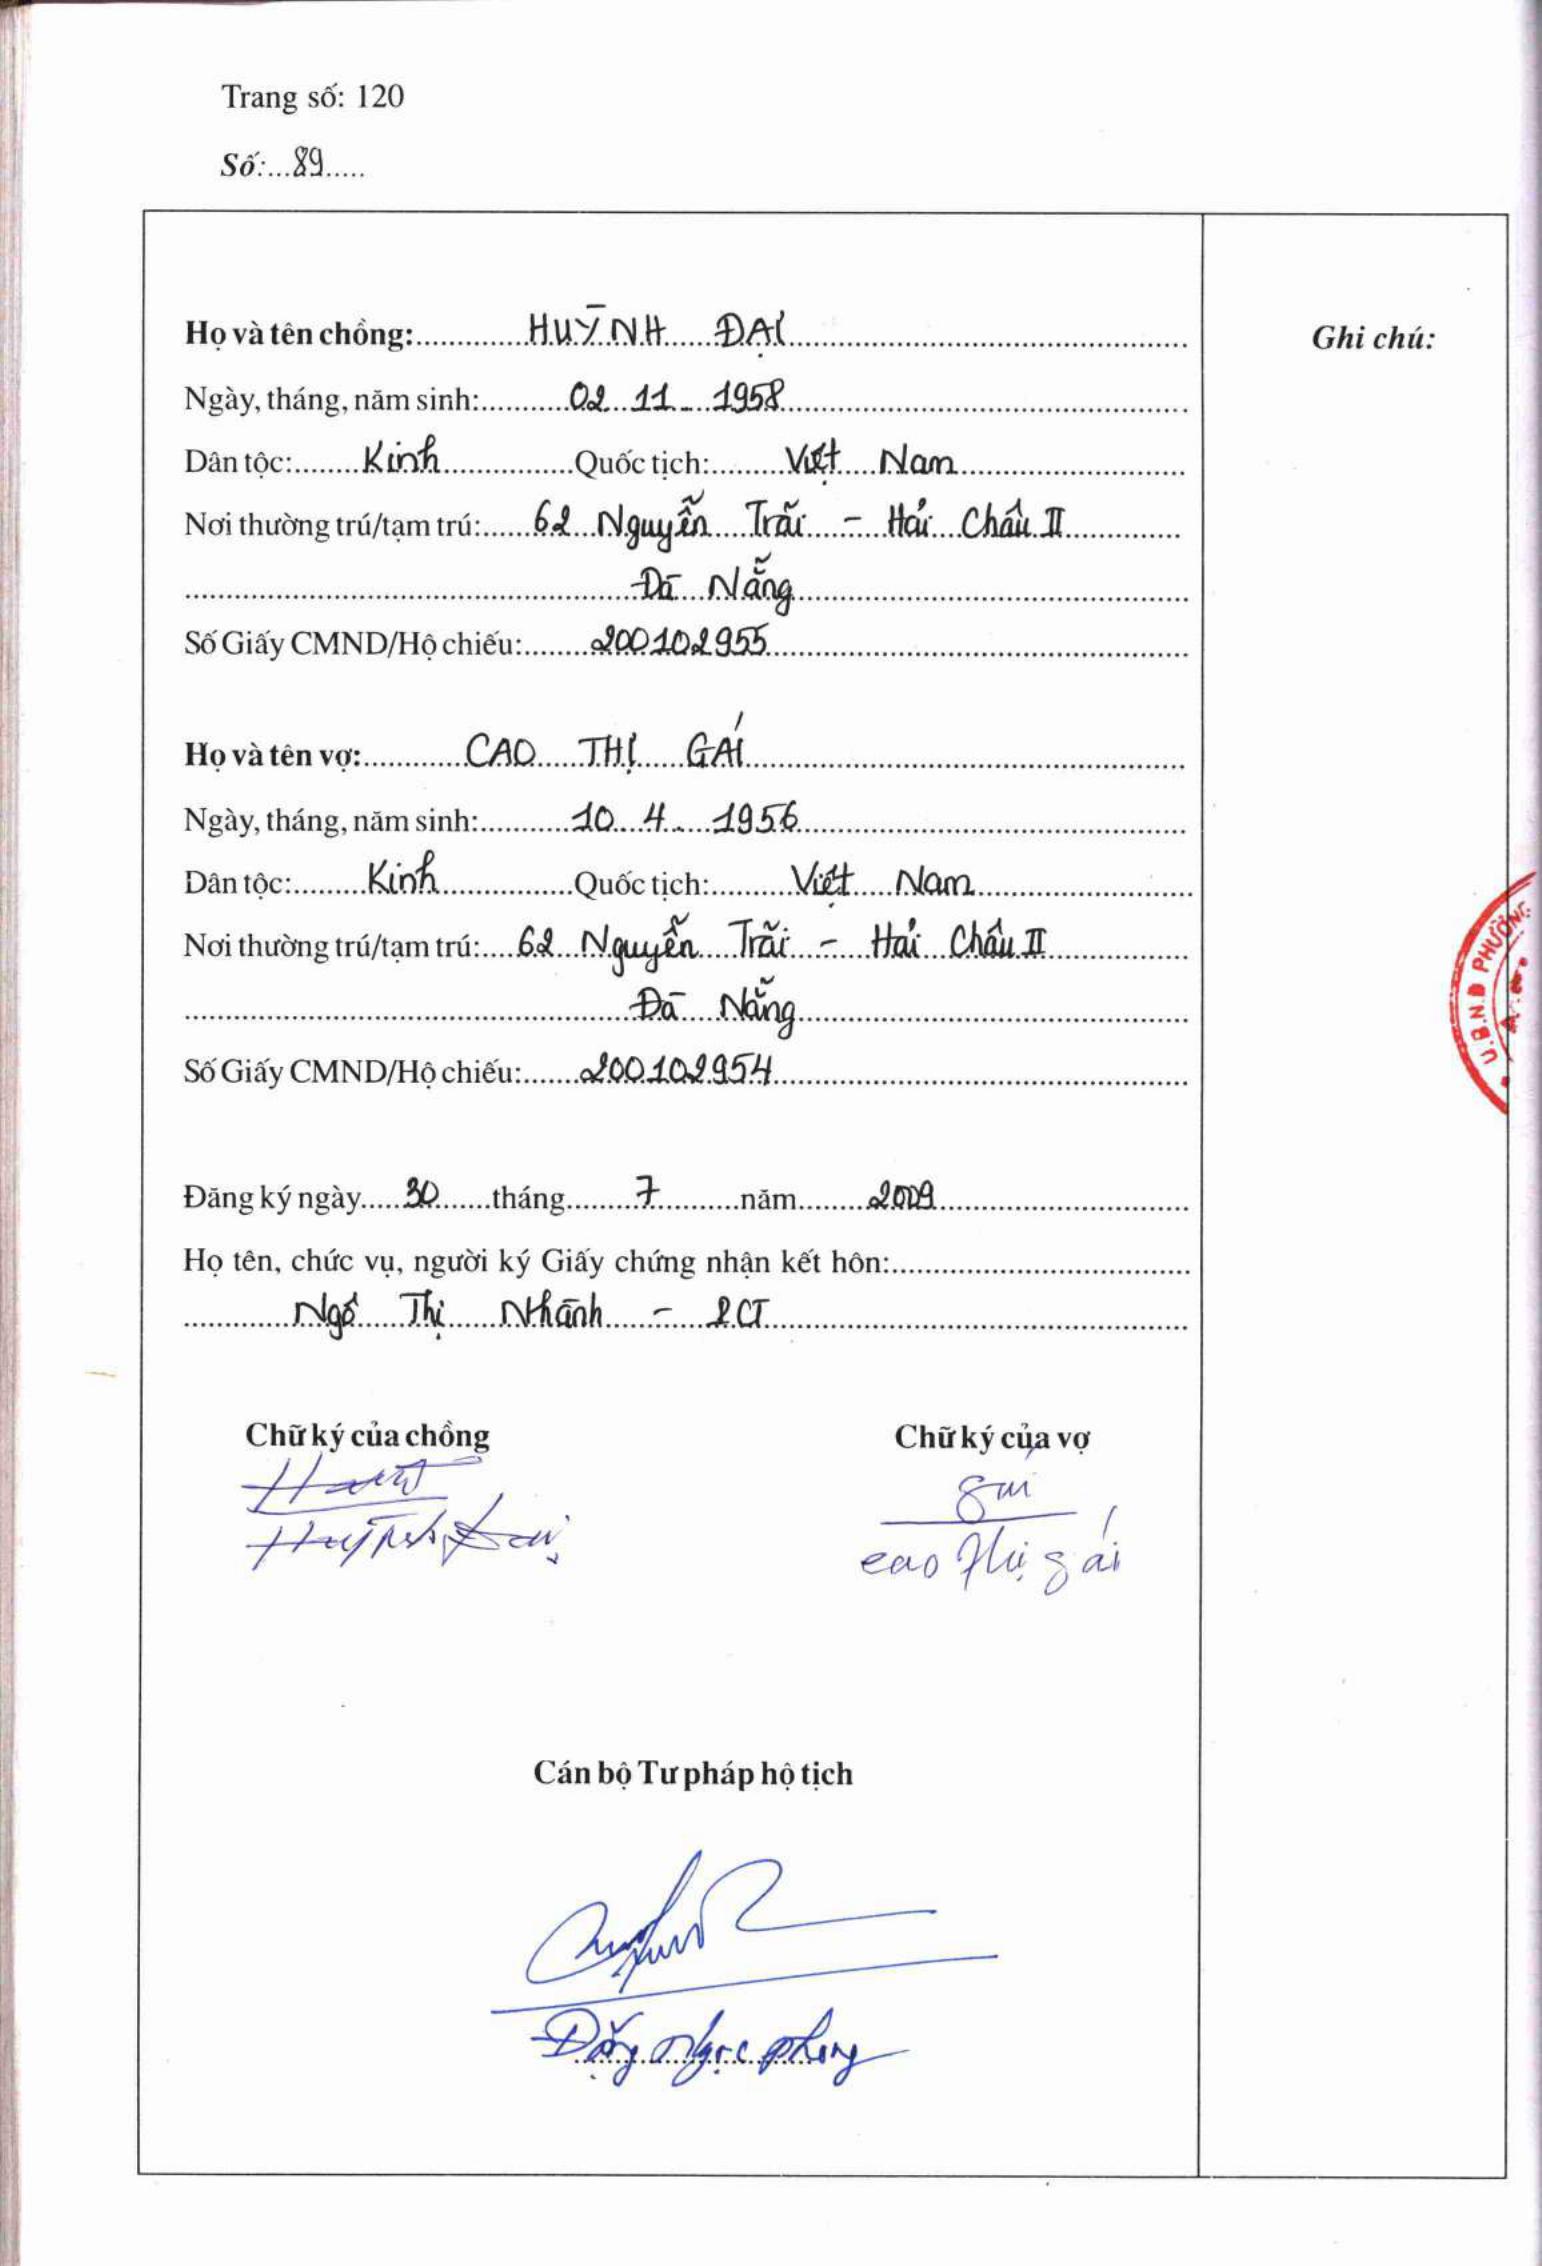 Trang số: 120
Số:...89.....
Họ và tên chồng: HUỲNH ĐẠI
Ghi chú:
Ngày, tháng, năm sinh: 02 . 11 . 1958
Dân tộc: Kinh Quốc tịch: Việt Nam
Nơi thường trú/tạm trú: 62 Nguyễn Trãi - Hải Châu II
Đà Nẵng
Số Giấy CMND/Hộ chiếu: 200102955
Họ và tên vợ: CAO THỊ GÁI
Ngày, tháng, năm sinh: 10 . 4 . 1956
Dân tộc: Kinh Quốc tịch: Việt Nam
Nơi thường trú/tạm trú: 62 Nguyễn Trãi - Hải Châu II
Đà Nẵng
Số Giấy CMND/Hộ chiếu: 200102954
U.B.N.D PHƯỜNG
Đăng ký ngày 30 tháng 7 năm 2009
Họ tên, chức vụ, người ký Giấy chứng nhận kết hôn:
Ngô Thị Nhành - PCT
Chữ ký của chồng Chữ ký của vợ
Gái
Huỳnh Đại Cao Thị Gái
Cán bộ Tư pháp hộ tịch
Đặng Ngọc Phong